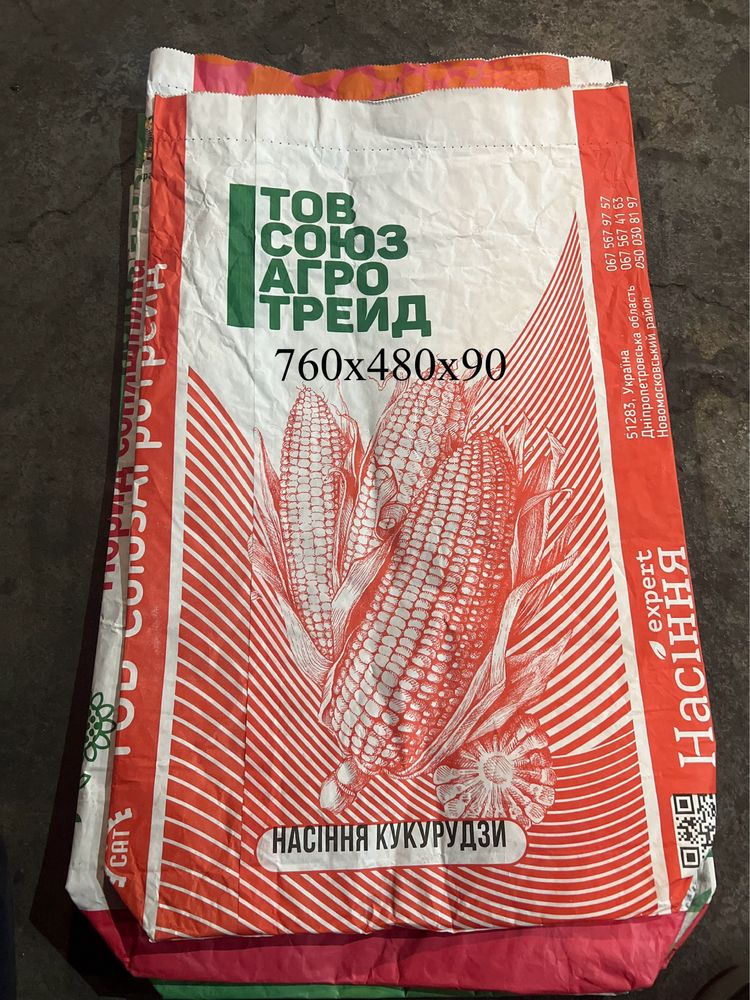 ТОВ
СОЮЗ
АГРО
ТРЕЙД
760x480x90
НАСІННЯ КУКУРУДЗИ
067 567 97 57
067 567 41 63
050 030 81 97
51283, Україна
Дніпропетровська область
Новомосковський район
expert
Насіння
ТОВ СОЮЗАГРОТРЕЙД
САТ